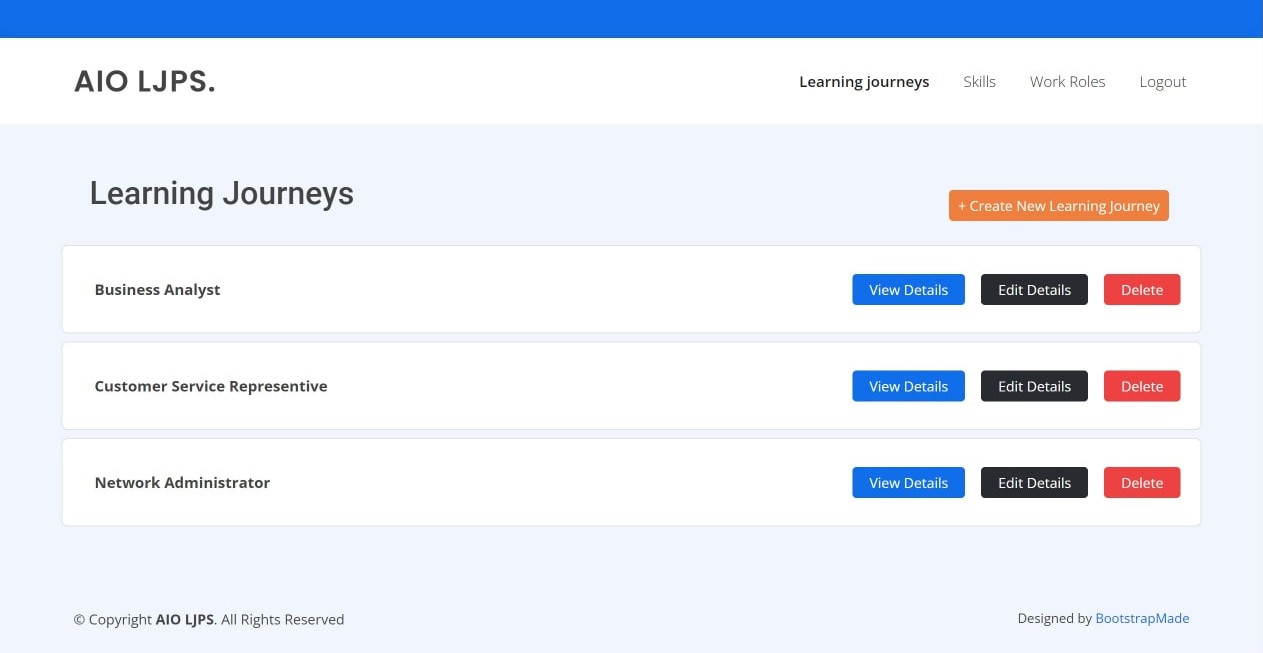 AIO LJPS.
Learning journeys Skills Work Roles Logout
Learning Journeys
+ Create New Learning Journey
Business Analyst View Details Edit Details Delete
Customer Service Representive View Details Edit Details Delete
Network Administrator View Details Edit Details Delete
© Copyright AIO LJPS. All Rights Reserved Designed by BootstrapMade